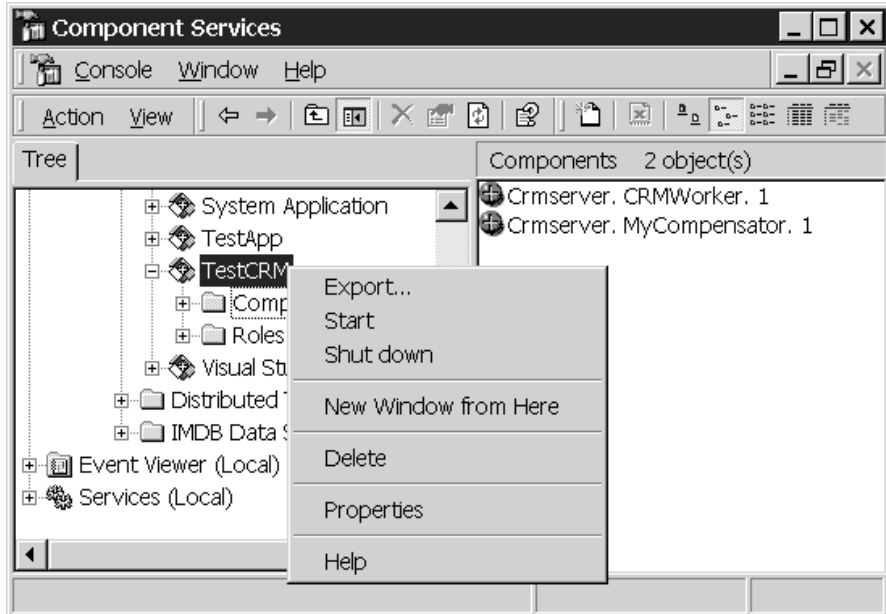 Component Services
Console Window Help
Action View
Tree
Components 2 object(s)
System Application
TestApp
TestCRM
Comp
Roles
Visual Stu
Distributed
IMDB Data
Event Viewer (Local)
Services (Local)
Crmserver. CRMWorker. 1
Crmserver. MyCompensator. 1
Export...
Start
Shut down
New Window from Here
Delete
Properties
Help